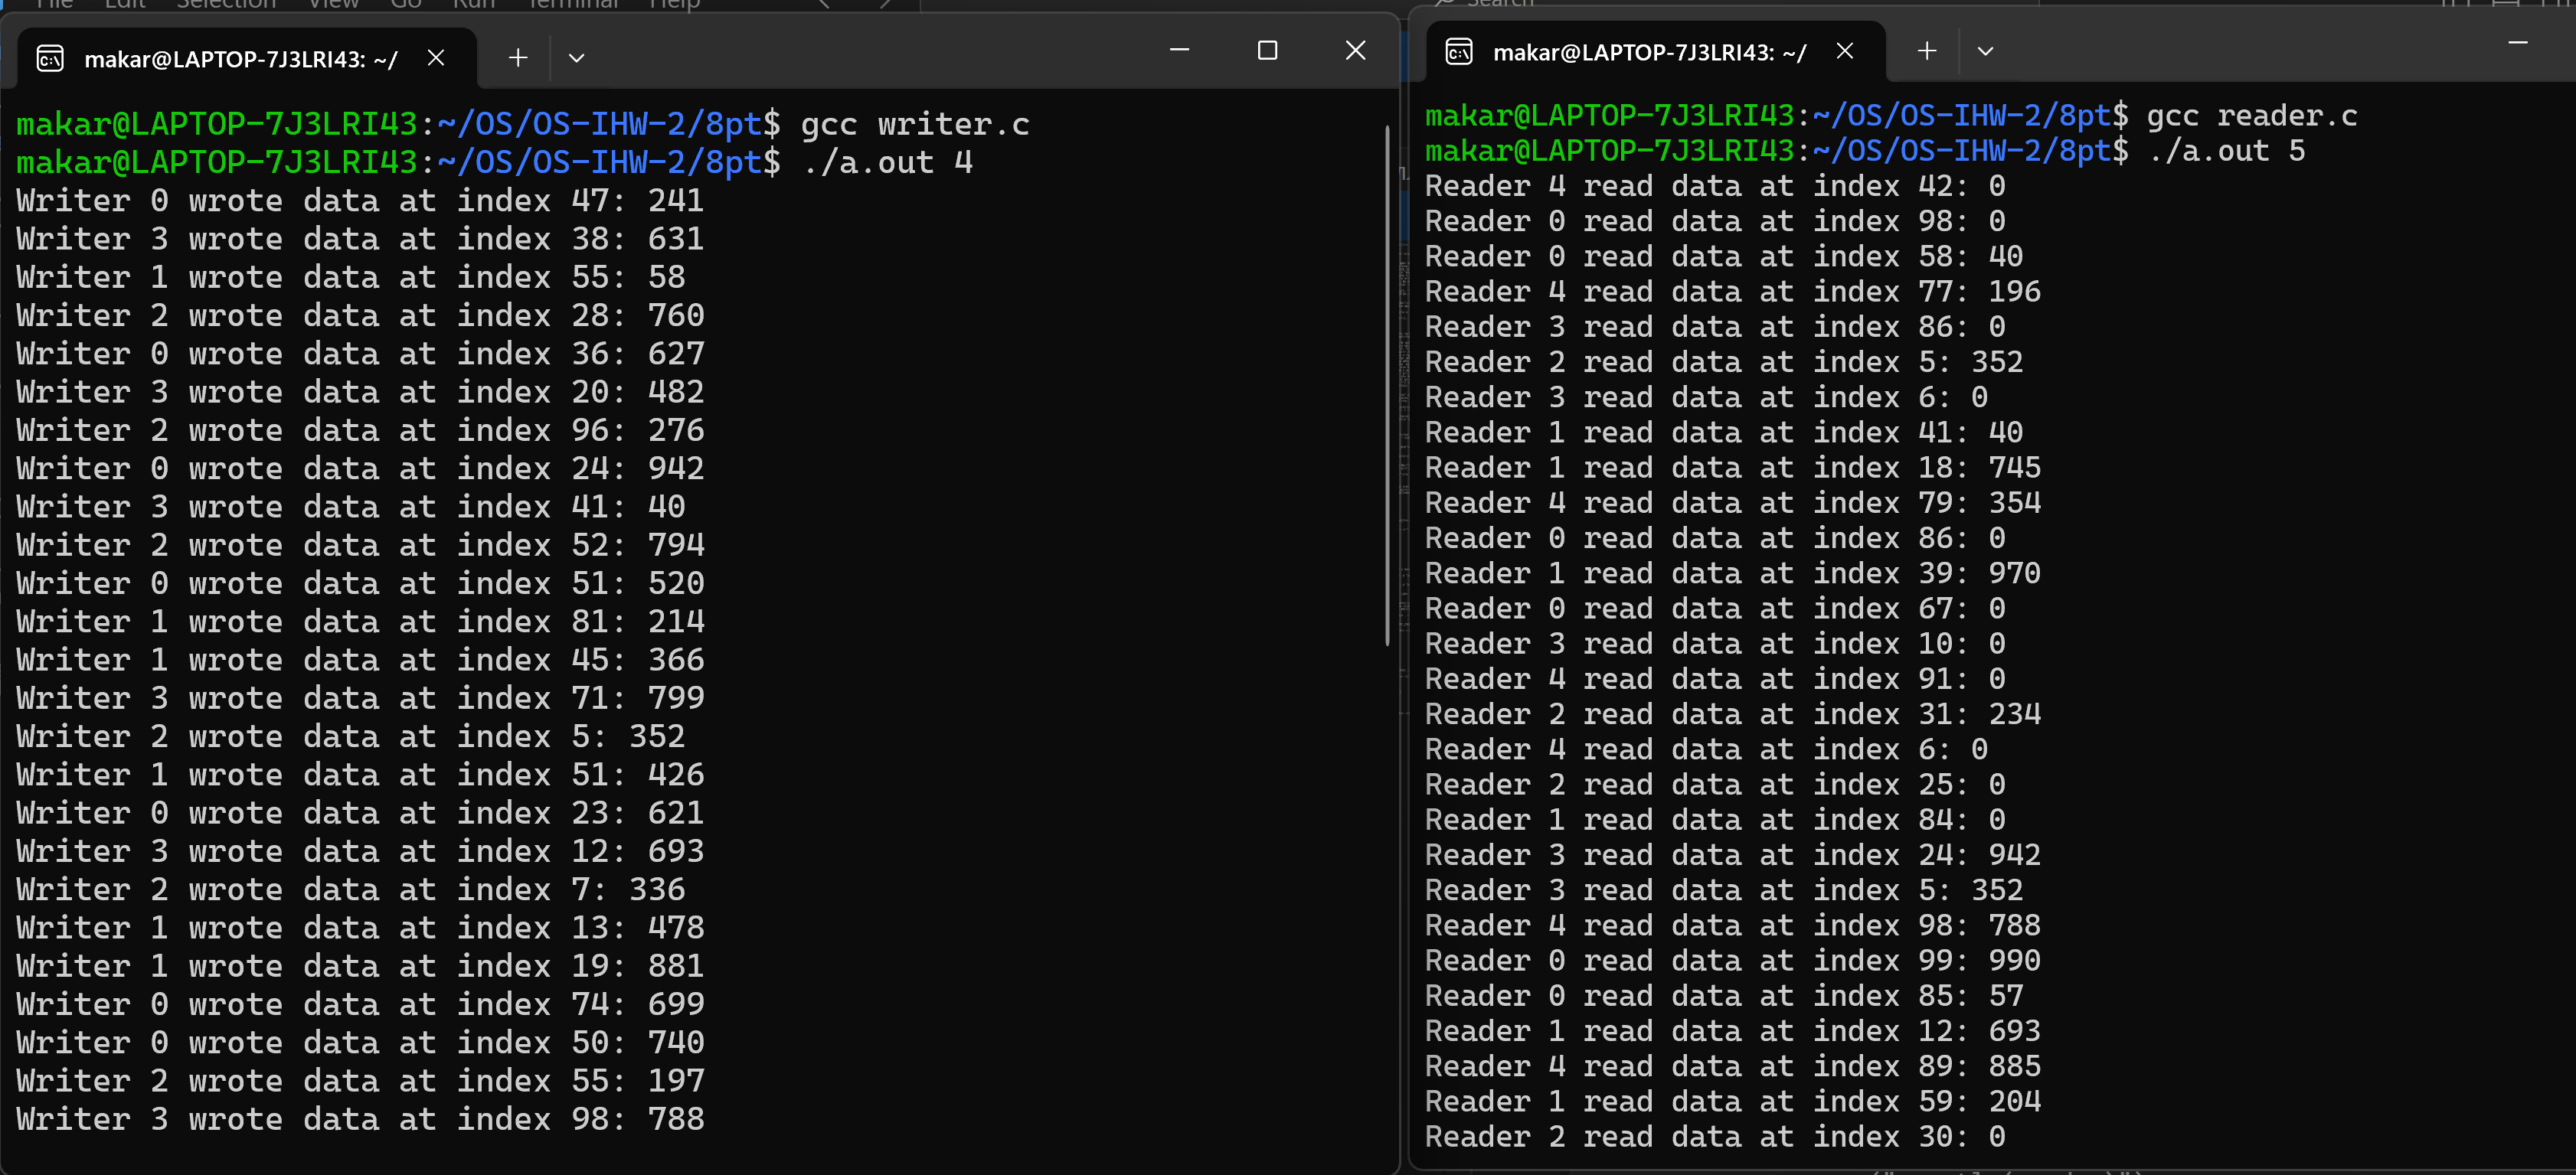 File Edit Selection View Go Run Terminal Help
Search
makar@LAPTOP-7J3LRI43: ~/
makar@LAPTOP-7J3LRI43:~/OS/OS-IHW-2/8pt$ gcc writer.c
makar@LAPTOP-7J3LRI43:~/OS/OS-IHW-2/8pt$ ./a.out 4
Writer 0 wrote data at index 47: 241
Writer 3 wrote data at index 38: 631
Writer 1 wrote data at index 55: 58
Writer 2 wrote data at index 28: 760
Writer 0 wrote data at index 36: 627
Writer 3 wrote data at index 20: 482
Writer 2 wrote data at index 96: 276
Writer 0 wrote data at index 24: 942
Writer 3 wrote data at index 41: 40
Writer 2 wrote data at index 52: 794
Writer 0 wrote data at index 51: 520
Writer 1 wrote data at index 81: 214
Writer 1 wrote data at index 45: 366
Writer 3 wrote data at index 71: 799
Writer 2 wrote data at index 5: 352
Writer 1 wrote data at index 51: 426
Writer 0 wrote data at index 23: 621
Writer 3 wrote data at index 12: 693
Writer 2 wrote data at index 7: 336
Writer 1 wrote data at index 13: 478
Writer 1 wrote data at index 19: 881
Writer 0 wrote data at index 74: 699
Writer 0 wrote data at index 50: 740
Writer 2 wrote data at index 55: 197
Writer 3 wrote data at index 98: 788
makar@LAPTOP-7J3LRI43: ~/
makar@LAPTOP-7J3LRI43:~/OS/OS-IHW-2/8pt$ gcc reader.c
makar@LAPTOP-7J3LRI43:~/OS/OS-IHW-2/8pt$ ./a.out 5
Reader 4 read data at index 42: 0
Reader 0 read data at index 98: 0
Reader 0 read data at index 58: 40
Reader 4 read data at index 77: 196
Reader 3 read data at index 86: 0
Reader 2 read data at index 5: 352
Reader 3 read data at index 6: 0
Reader 1 read data at index 41: 40
Reader 1 read data at index 18: 745
Reader 4 read data at index 79: 354
Reader 0 read data at index 86: 0
Reader 1 read data at index 39: 970
Reader 0 read data at index 67: 0
Reader 3 read data at index 10: 0
Reader 4 read data at index 91: 0
Reader 2 read data at index 31: 234
Reader 4 read data at index 6: 0
Reader 2 read data at index 25: 0
Reader 1 read data at index 84: 0
Reader 3 read data at index 24: 942
Reader 3 read data at index 5: 352
Reader 4 read data at index 98: 788
Reader 0 read data at index 99: 990
Reader 0 read data at index 85: 57
Reader 1 read data at index 12: 693
Reader 4 read data at index 89: 885
Reader 1 read data at index 59: 204
Reader 2 read data at index 30: 0